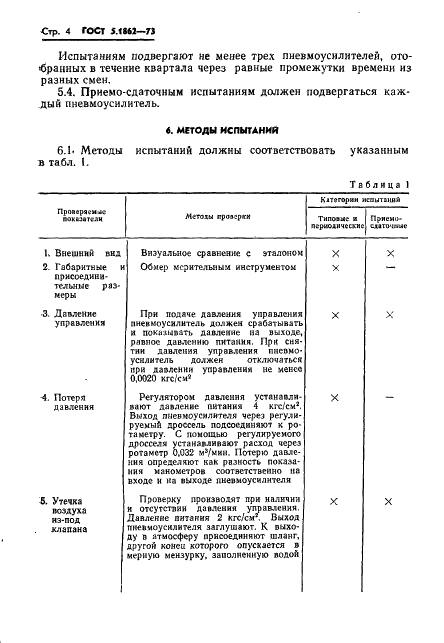 Стр. 4 ГОСТ 5.1862—73
Испытаниям подвергают не менее трех пневмоусилителей, ото-
бранных в течение квартала через равные промежутки времени из
разных смен.
5.4. Приемо-сдаточным испытаниям должен подвергаться каж-
дый пневмоусилитель.
6. МЕТОДЫ ИСПЫТАНИЙ
6.1. Методы испытаний должны соответствовать указанным
в табл. 1.
Таблица 1
Проверяемые
показатели
Методы проверки
Категории испытаний
Типовые и
периодические
Приемо-
сдаточные
1. Внешний вид
Визуальное сравнение с эталоном
×
×
2. Габаритные и
присоедини-
тельные раз-
меры
Обмер мерительным инструментом
×
—
3. Давление
управления
При подаче давления управления
пневмоусилитель должен срабатывать
и показывать давление на выходе,
равное давлению питания. При сня-
тии давления управления пневмо-
усилитель должен отключаться
при давлении управления не менее
0,0020 кгс/см²
×
×
4. Потеря
давления
Регулятором давления устанавли-
вают давление питания 4 кгс/см².
Выход пневмоусилителя через регули-
руемый дроссель подсоединяют к ро-
таметру. С помощью регулируемого
дросселя устанавливают расход через
ротаметр 0,032 м³/мин. Потерю давле-
ния определяют как разность показа-
ния манометров соответственно на
входе и на выходе пневмоусилителя
×
—
5. Утечка
воздуха
из-под
клапана
Проверку производят при наличии
и отсутствии давления управления.
Давление питания 2 кгс/см². Выход
пневмоусилителя заглушают. К выхо-
ду в атмосферу присоединяют шланг,
другой конец которого опускается в
мерную мензурку, заполненную водой
×
×